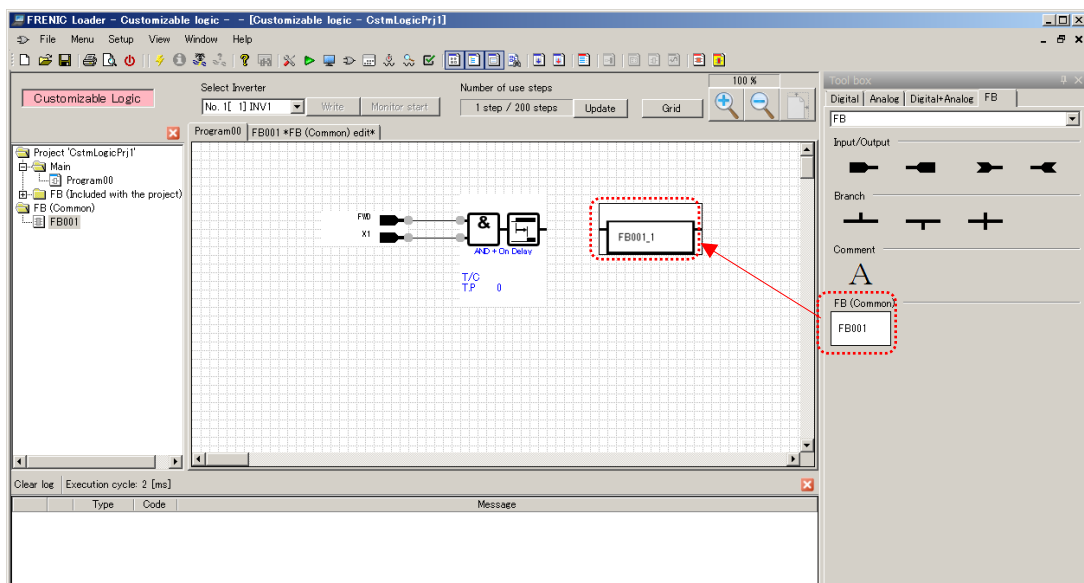 FRENIC Loader - Customizable logic - - [Customizable logic - CstmLogicPrj1]
File Menu Setup View Window Help
Customizable Logic
Select Inverter
Number of use steps
100 %
No. 1[ 1] INV1
Write
Monitor start
1 step / 200 steps
Update
Grid
Program00
FB001 *FB (Common) edit*
Project 'CstmLogicPrj1'
Main
Program00
FB (Included with the project)
FB (Common)
FB001
FWD
X1
&
AND + On Delay
T/C
T.P 0
FB001_1
Tool box
Digital Analog Digital+Analog FB
FB
Input/Output
Branch
Comment
A
FB (Common)
FB001
Clear log Execution cycle: 2 [ms]
Type Code Message